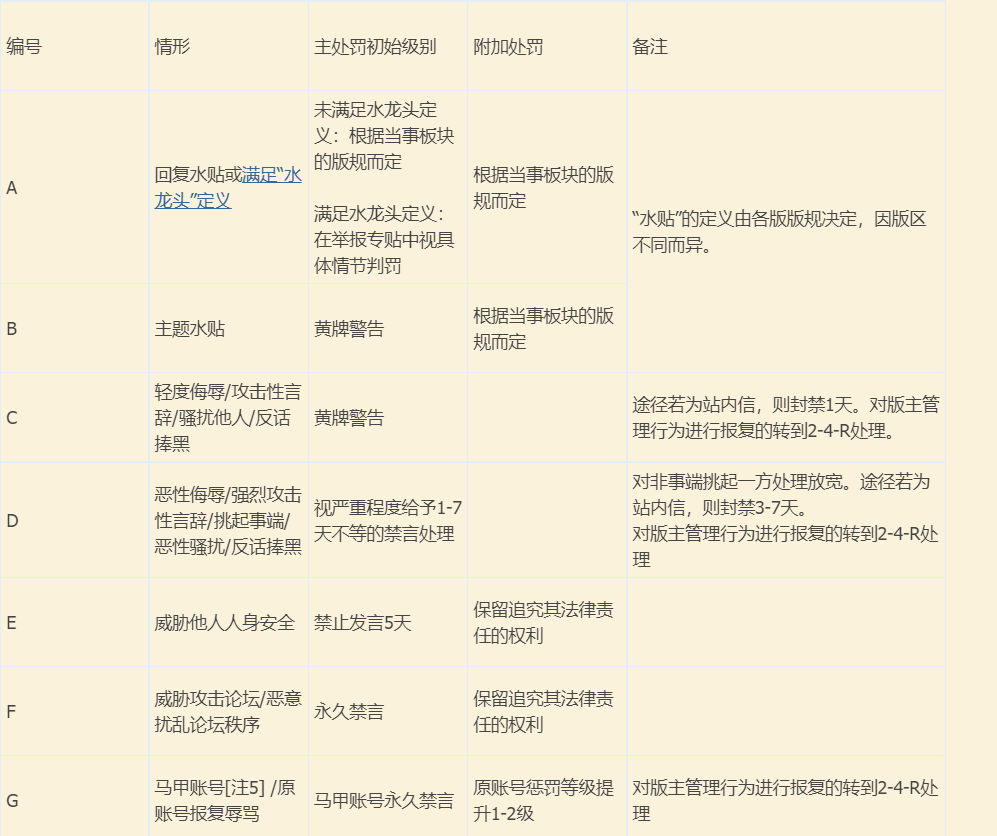 编号
情形
主处罚初始级别
附加处罚
备注
A
回复水贴或满足“水
龙头”定义
未满足水龙头定
义：根据当事板块
的版规而定
满足水龙头定义：
在举报专贴中视具
体情节判罚
根据当事板块的版
规而定
“水贴”的定义由各版版规决定，因版区
不同而异。
B
主题水贴
黄牌警告
根据当事板块的版
规而定
C
轻度侮辱/攻击性言
辞/骚扰他人/反话
捧黑
黄牌警告
途径若为站内信，则封禁1天。对版主管
理行为进行报复的转到2-4-R处理。
D
恶性侮辱/强烈攻击
性言辞/挑起事端/
恶性骚扰/反话捧黑
视严重程度给予1-7
天不等的禁言处理
对非事端挑起一方处理放宽。途径若为
站内信，则封禁3-7天。
对版主管理行为进行报复的转到2-4-R处
理
E
威胁他人人身安全
禁止发言5天
保留追究其法律责
任的权利
F
威胁攻击论坛/恶意
扰乱论坛秩序
永久禁言
保留追究其法律责
任的权利
G
马甲账号[注5] /原
账号报复辱骂
马甲账号永久禁言
原账号惩罚等级提
升1-2级
对版主管理行为进行报复的转到2-4-R处
理